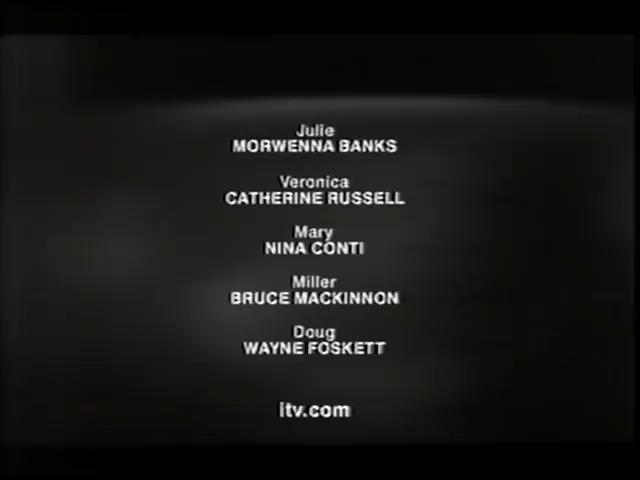 Julie
MORWENNA BANKS
Veronica
CATHERINE RUSSELL
Mary
NINA CONTI
Miller
BRUCE MACKINNON
Doug
WAYNE FOSKETT
itv.com